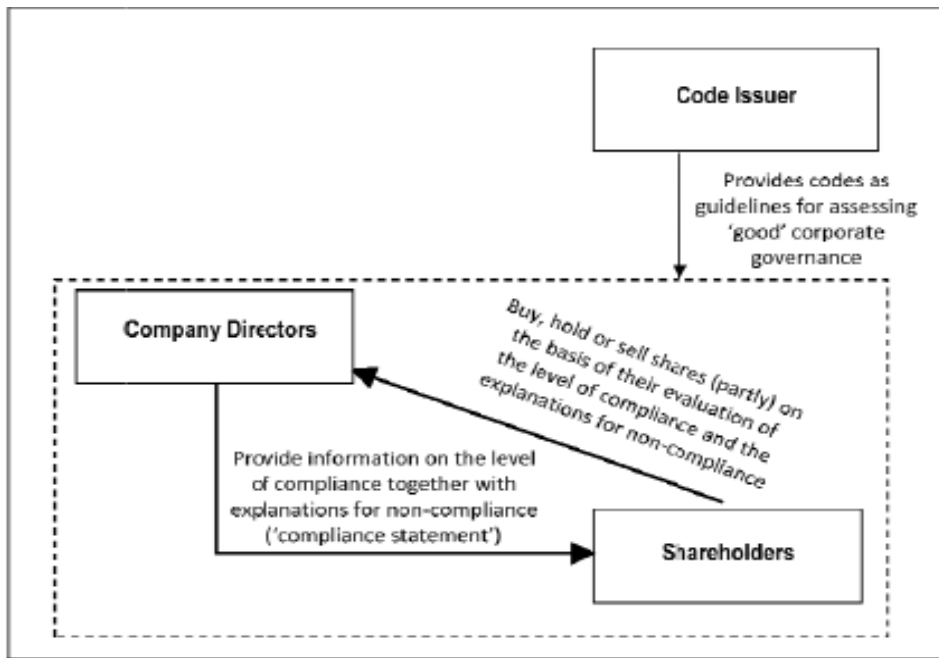 Code Issuer
Provides codes as
guidelines for assessing
‘good’ corporate
governance
Company Directors
Buy, hold or sell shares (partly) on
the basis of their evaluation of
the level of compliance and the
explanations for non-compliance
Provide information on the level
of compliance together with
explanations for non-compliance
(‘compliance statement’)
Shareholders